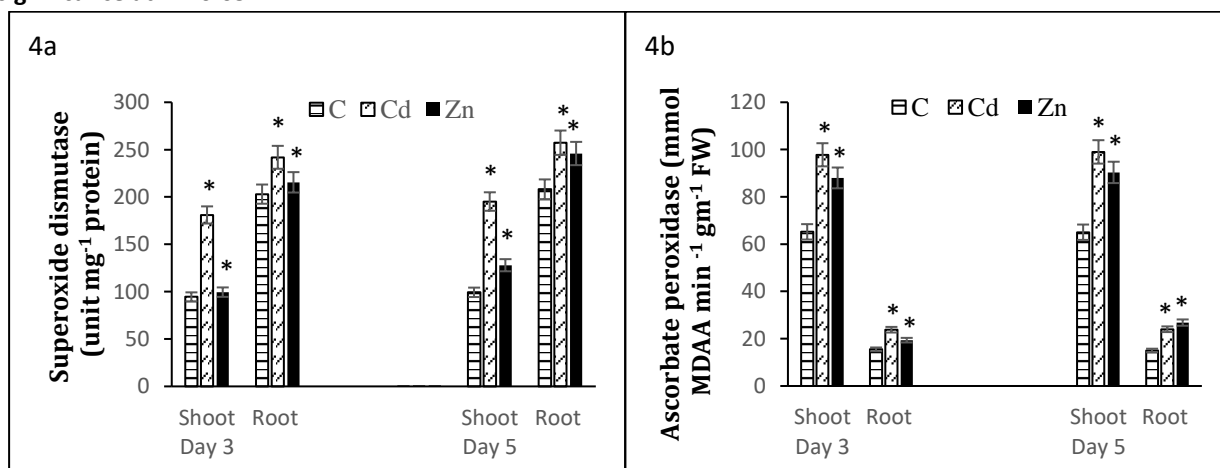 4a
C Cd Zn
Superoxide dismutase
(unit mg-1 protein)
300
250
200
150
100
50
0
* * * * * * * *
Shoot Root Shoot Root
Day 3 Day 5
4b
C Cd Zn
Ascorbate peroxidase (mmol
MDAA min -1 gm-1 FW)
120
100
80
60
40
20
0
* * * * * * * *
Shoot Root Shoot Root
Day 3 Day 5